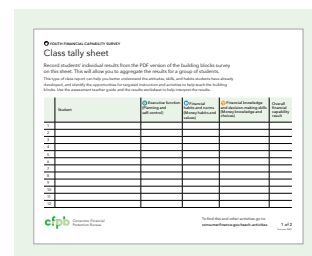 YOUTH FINANCIAL CAPABILITY SURVEY
Class tally sheet
Record students' individual results from the PDF version of the building blocks survey
on this sheet. This will allow you to aggregate the results for a group of students.
This type of class report can help you better understand the attitudes, skills, and habits students have already
developed, and identify the opportunities for targeted instruction and activities to help teach the building
blocks. Use the assessment teacher guide and the results worksheet to help interpret the results.
Student
Executive function
(Planning and
self-control)
Financial
habits and norms
(Money habits and
values)
Financial knowledge
and decision-making skills
(Money knowledge and
choices)
Overall
financial
capability
result
1
2
3
4
5
6
7
8
9
10
11
12
cfpb
Consumer Financial
Protection Bureau
To find this and other activities go to:
consumerfinance.gov/teach-activities
1 of 2